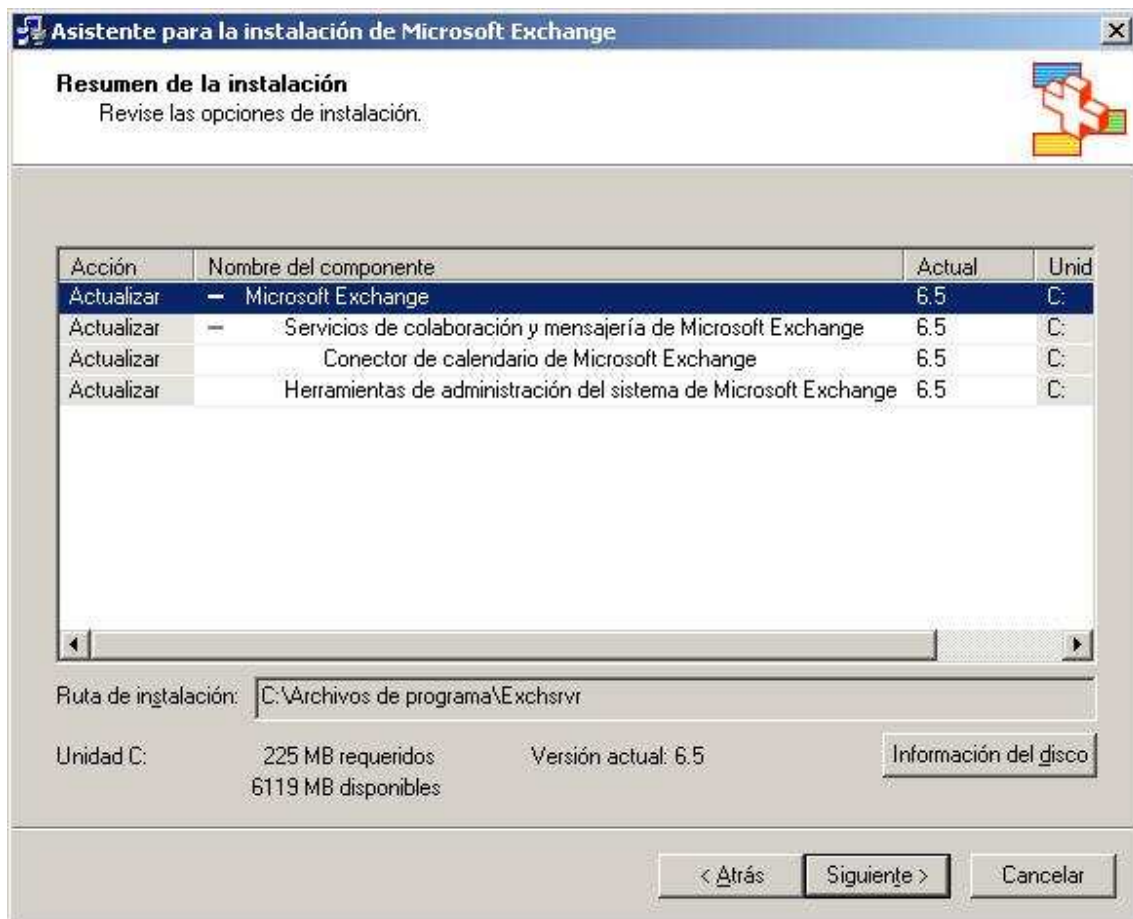 Asistente para la instalación de Microsoft Exchange
Resumen de la instalación
Revise las opciones de instalación.
Acción Nombre del componente Actual Unid
Actualizar Microsoft Exchange 6.5 C:
Actualizar Servicios de colaboración y mensajería de Microsoft Exchange 6.5 C:
Actualizar Conector de calendario de Microsoft Exchange 6.5 C:
Actualizar Herramientas de administración del sistema de Microsoft Exchange 6.5 C:
Ruta de instalación: C:\Archivos de programa\Exchsrvr
Unidad C: 225 MB requeridos Versión actual: 6.5 Información del disco
6119 MB disponibles
< Atrás Siguiente > Cancelar